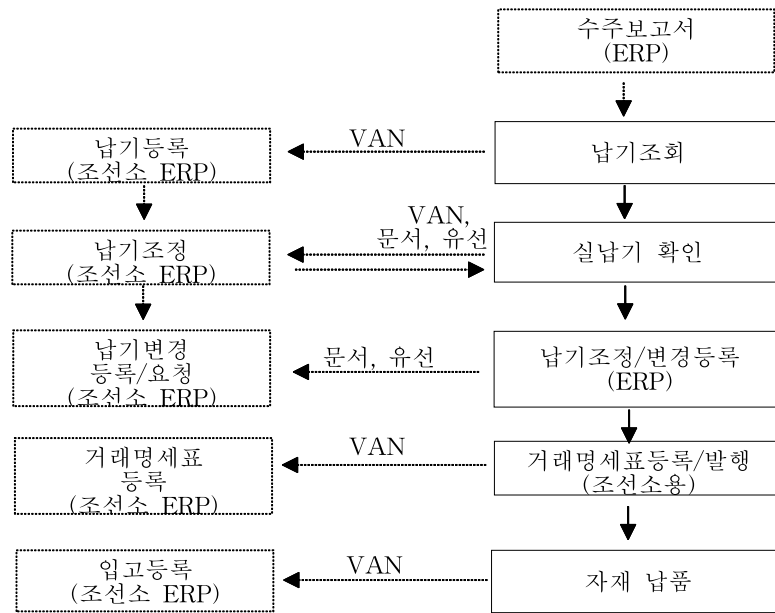 수주보고서
(ERP)
납기등록
(조선소 ERP)
VAN
납기조회
납기조정
(조선소 ERP)
VAN,
문서, 유선
실납기 확인
납기변경
등록/요청
(조선소 ERP)
문서, 유선
납기조정/변경등록
(ERP)
거래명세표
등록
(조선소 ERP)
VAN
거래명세표등록/발행
(조선소용)
입고등록
(조선소 ERP)
VAN
자재 납품